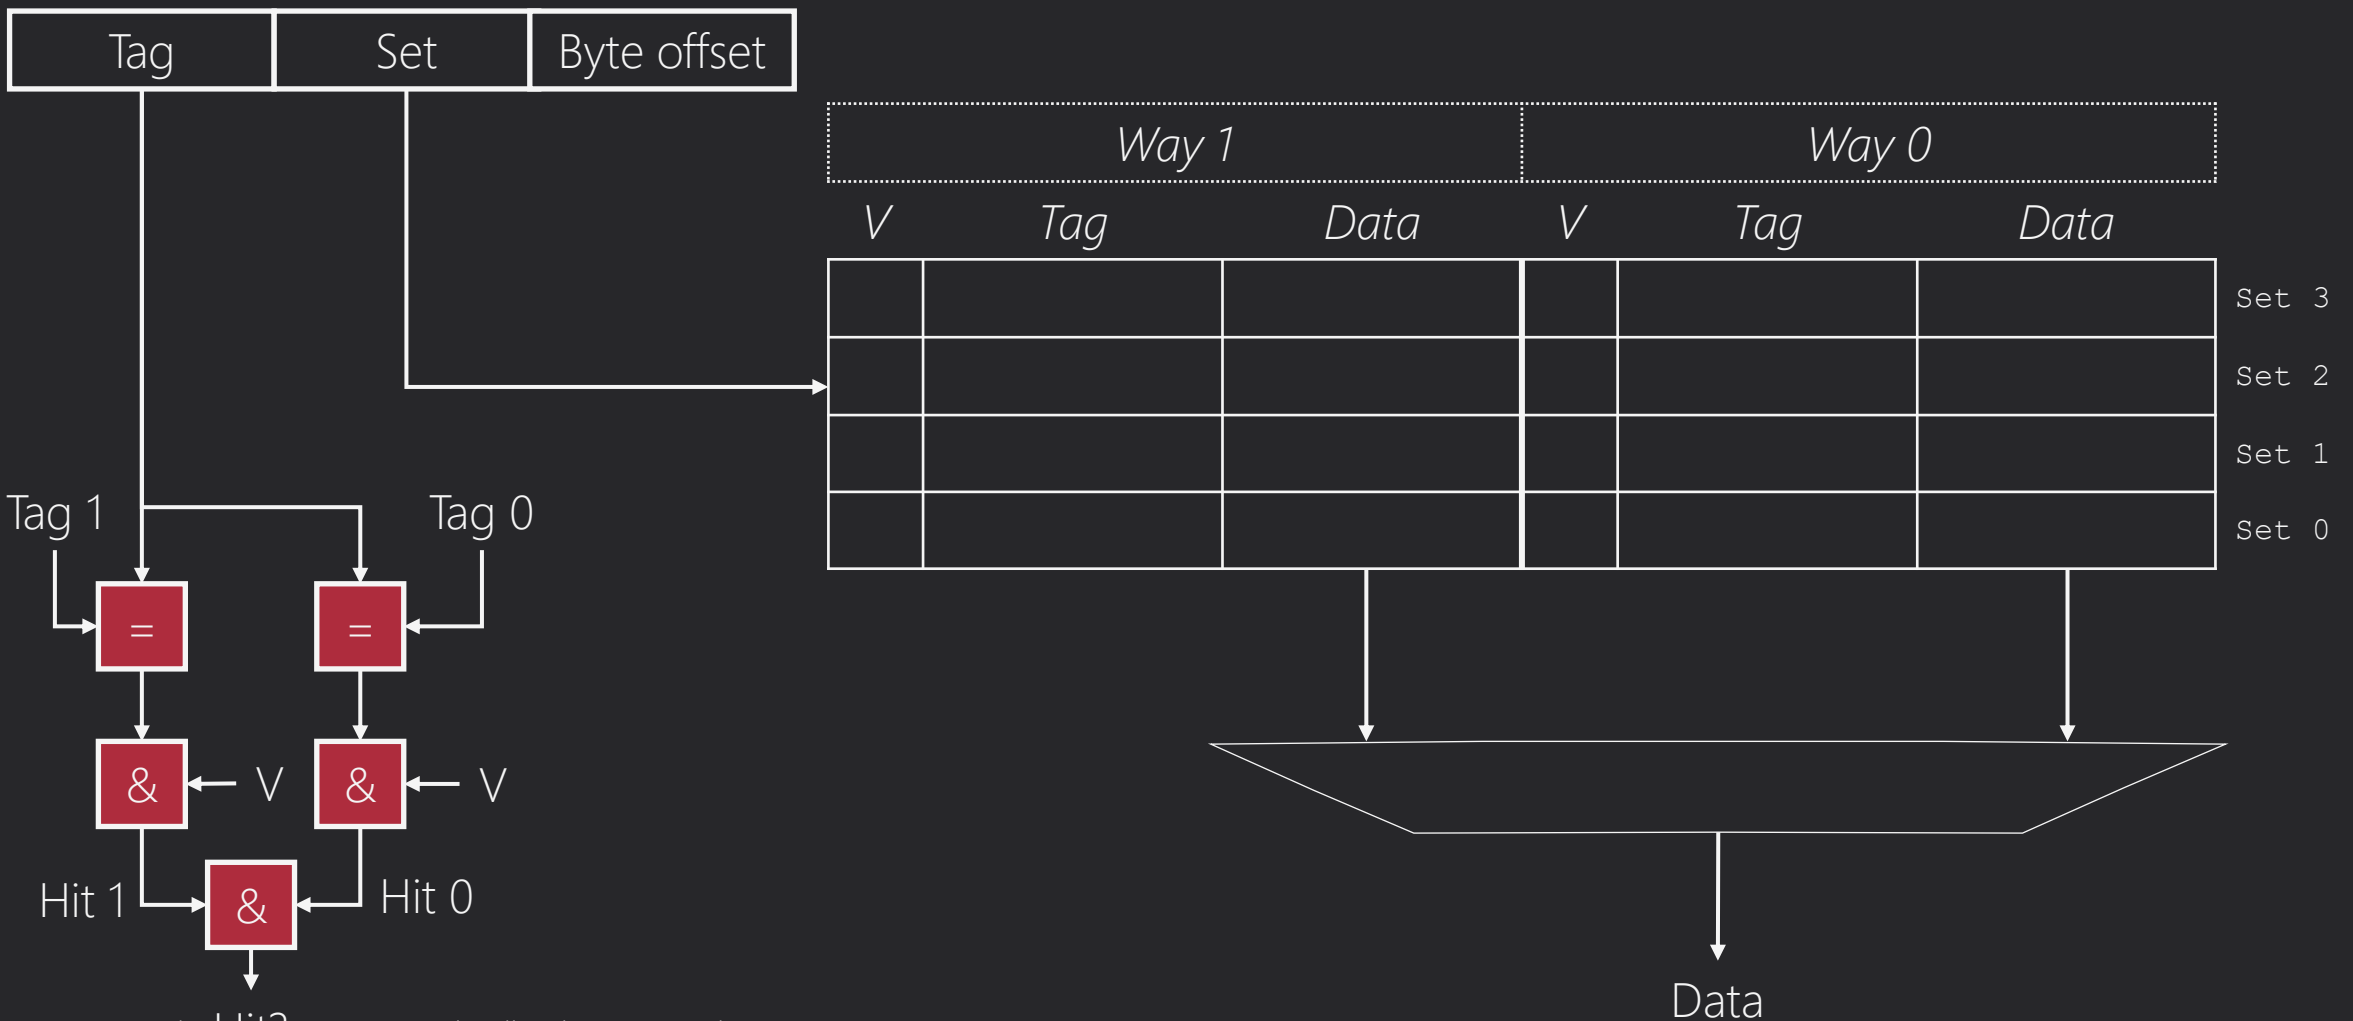 Tag Set Byte offset
Way 1 Way 0
V Tag Data V Tag Data
Set 3
Set 2
Set 1
Set 0
Tag 1 Tag 0
= =
& V & V
Hit 1 & Hit 0
Data